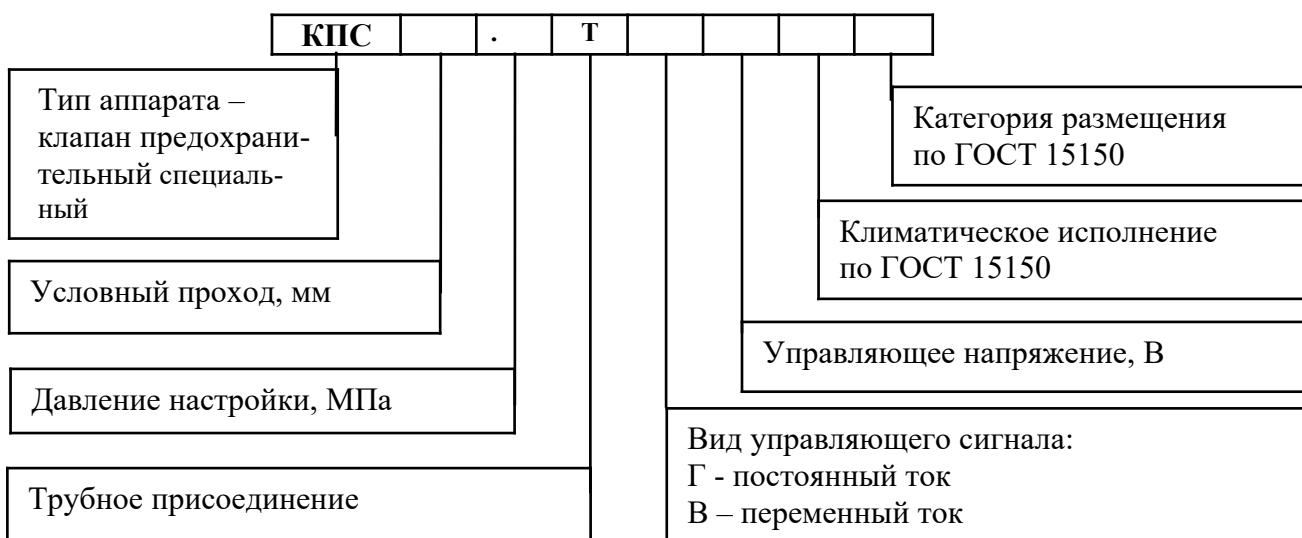 КПС . Т
Тип аппарата –
клапан предохрани-
тельный специаль-
ный
Условный проход, мм
Давление настройки, МПа
Трубное присоединение
Категория размещения
по ГОСТ 15150
Климатическое исполнение
по ГОСТ 15150
Управляющее напряжение, В
Вид управляющего сигнала:
Г - постоянный ток
В – переменный ток